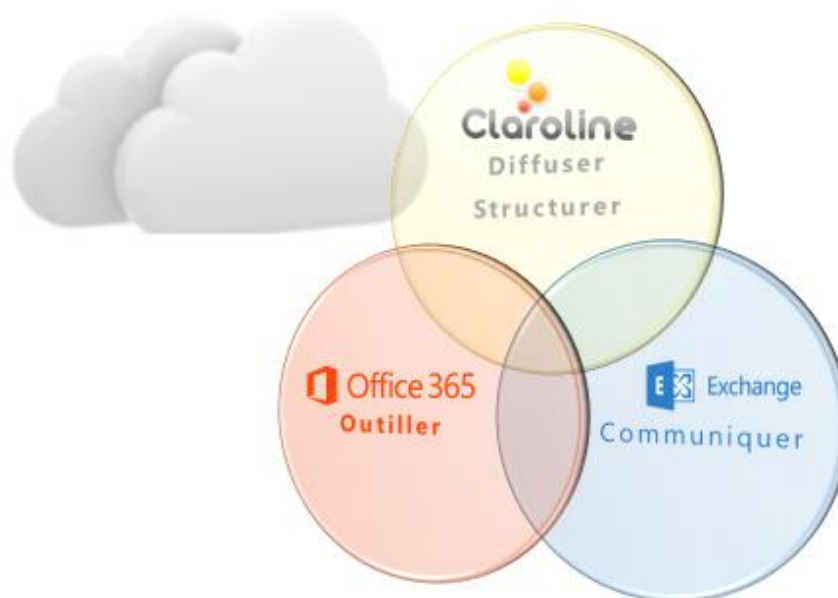 Claroline
Diffuser
Structurer
Office 365
Outiller
E Exchange
Communiquer